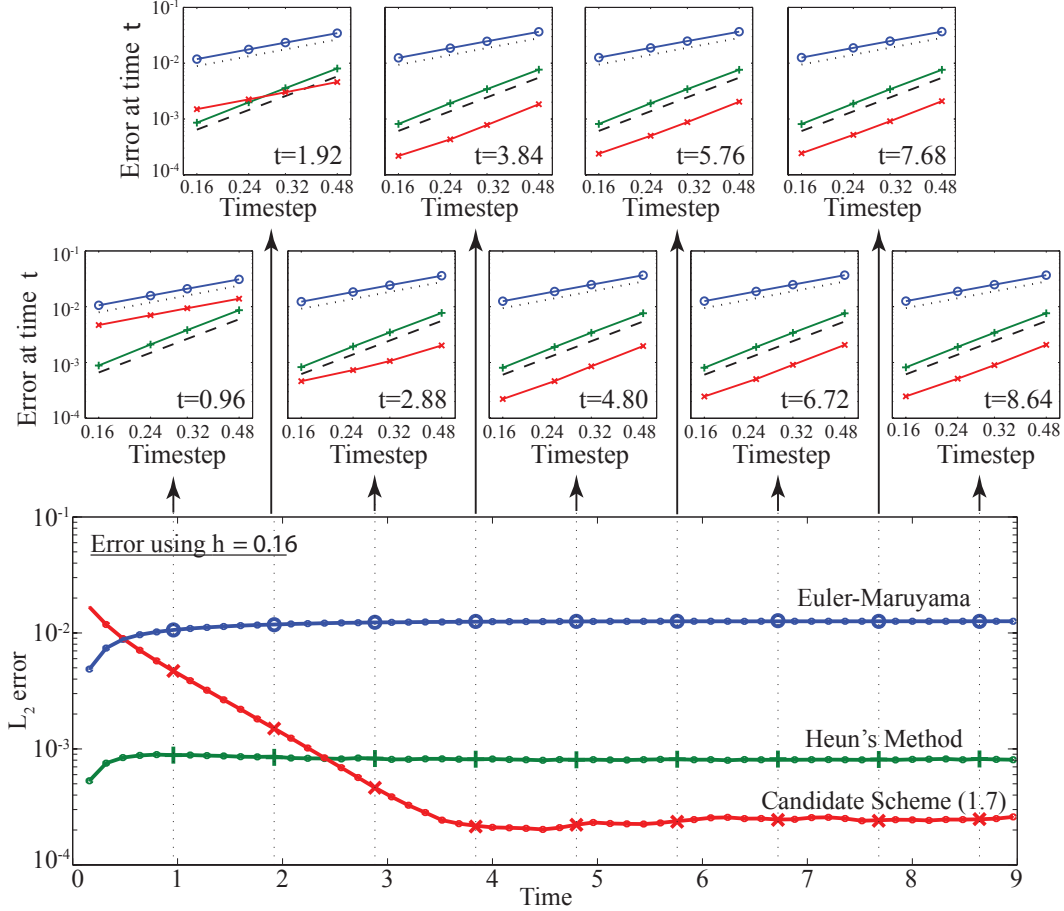 10^-1
10^-2
10^-3
10^-4
Error at time t
t=1.92
t=3.84
t=5.76
t=7.68
0.16 0.24 0.32 0.48
0.16 0.24 0.32 0.48
0.16 0.24 0.32 0.48
0.16 0.24 0.32 0.48
Timestep
Timestep
Timestep
Timestep
10^-1
10^-2
10^-3
10^-4
Error at time t
t=0.96
t=2.88
t=4.80
t=6.72
t=8.64
0.16 0.24 0.32 0.48
0.16 0.24 0.32 0.48
0.16 0.24 0.32 0.48
0.16 0.24 0.32 0.48
0.16 0.24 0.32 0.48
Timestep
Timestep
Timestep
Timestep
Timestep
10^-1
10^-2
10^-3
10^-4
L_2 error
Error using h = 0.16
Euler-Maruyama
Heun's Method
Candidate Scheme (1.7)
0 1 2 3 4 5 6 7 8 9
Time